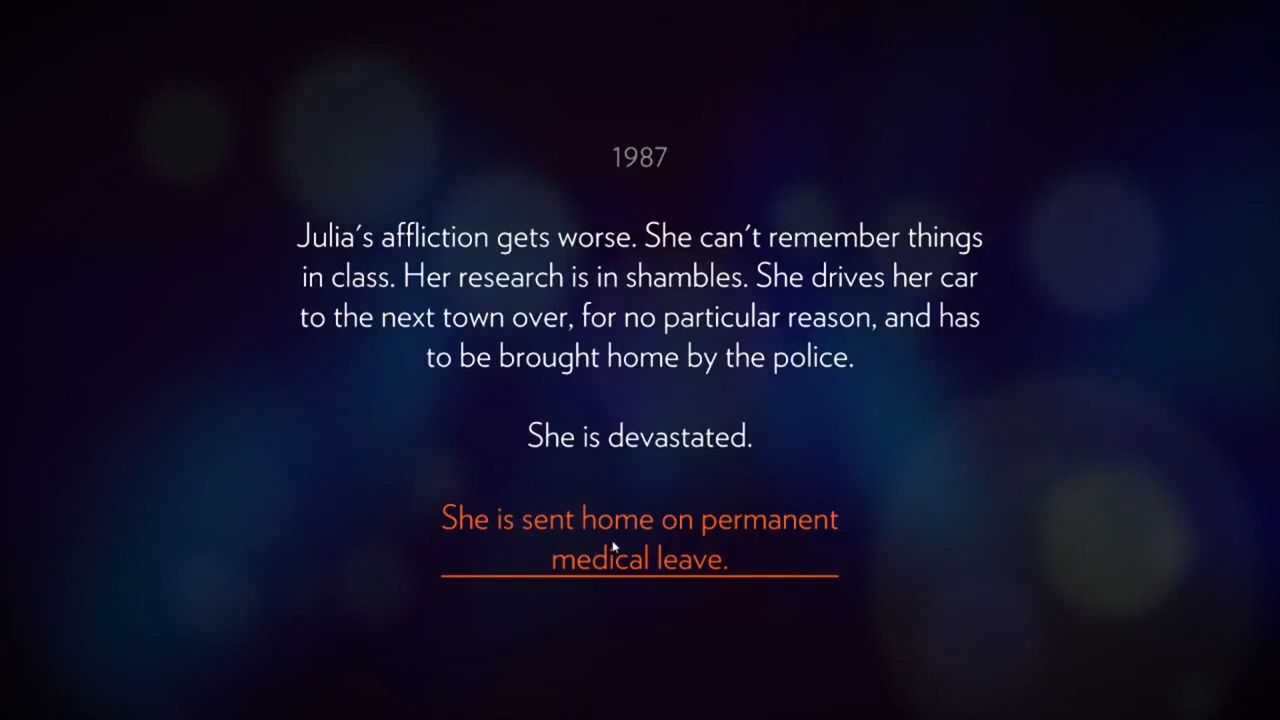 1987
Julia's affliction gets worse. She can't remember things
in class. Her research is in shambles. She drives her car
to the next town over, for no particular reason, and has
to be brought home by the police.
She is devastated.
She is sent home on permanent
medical leave.